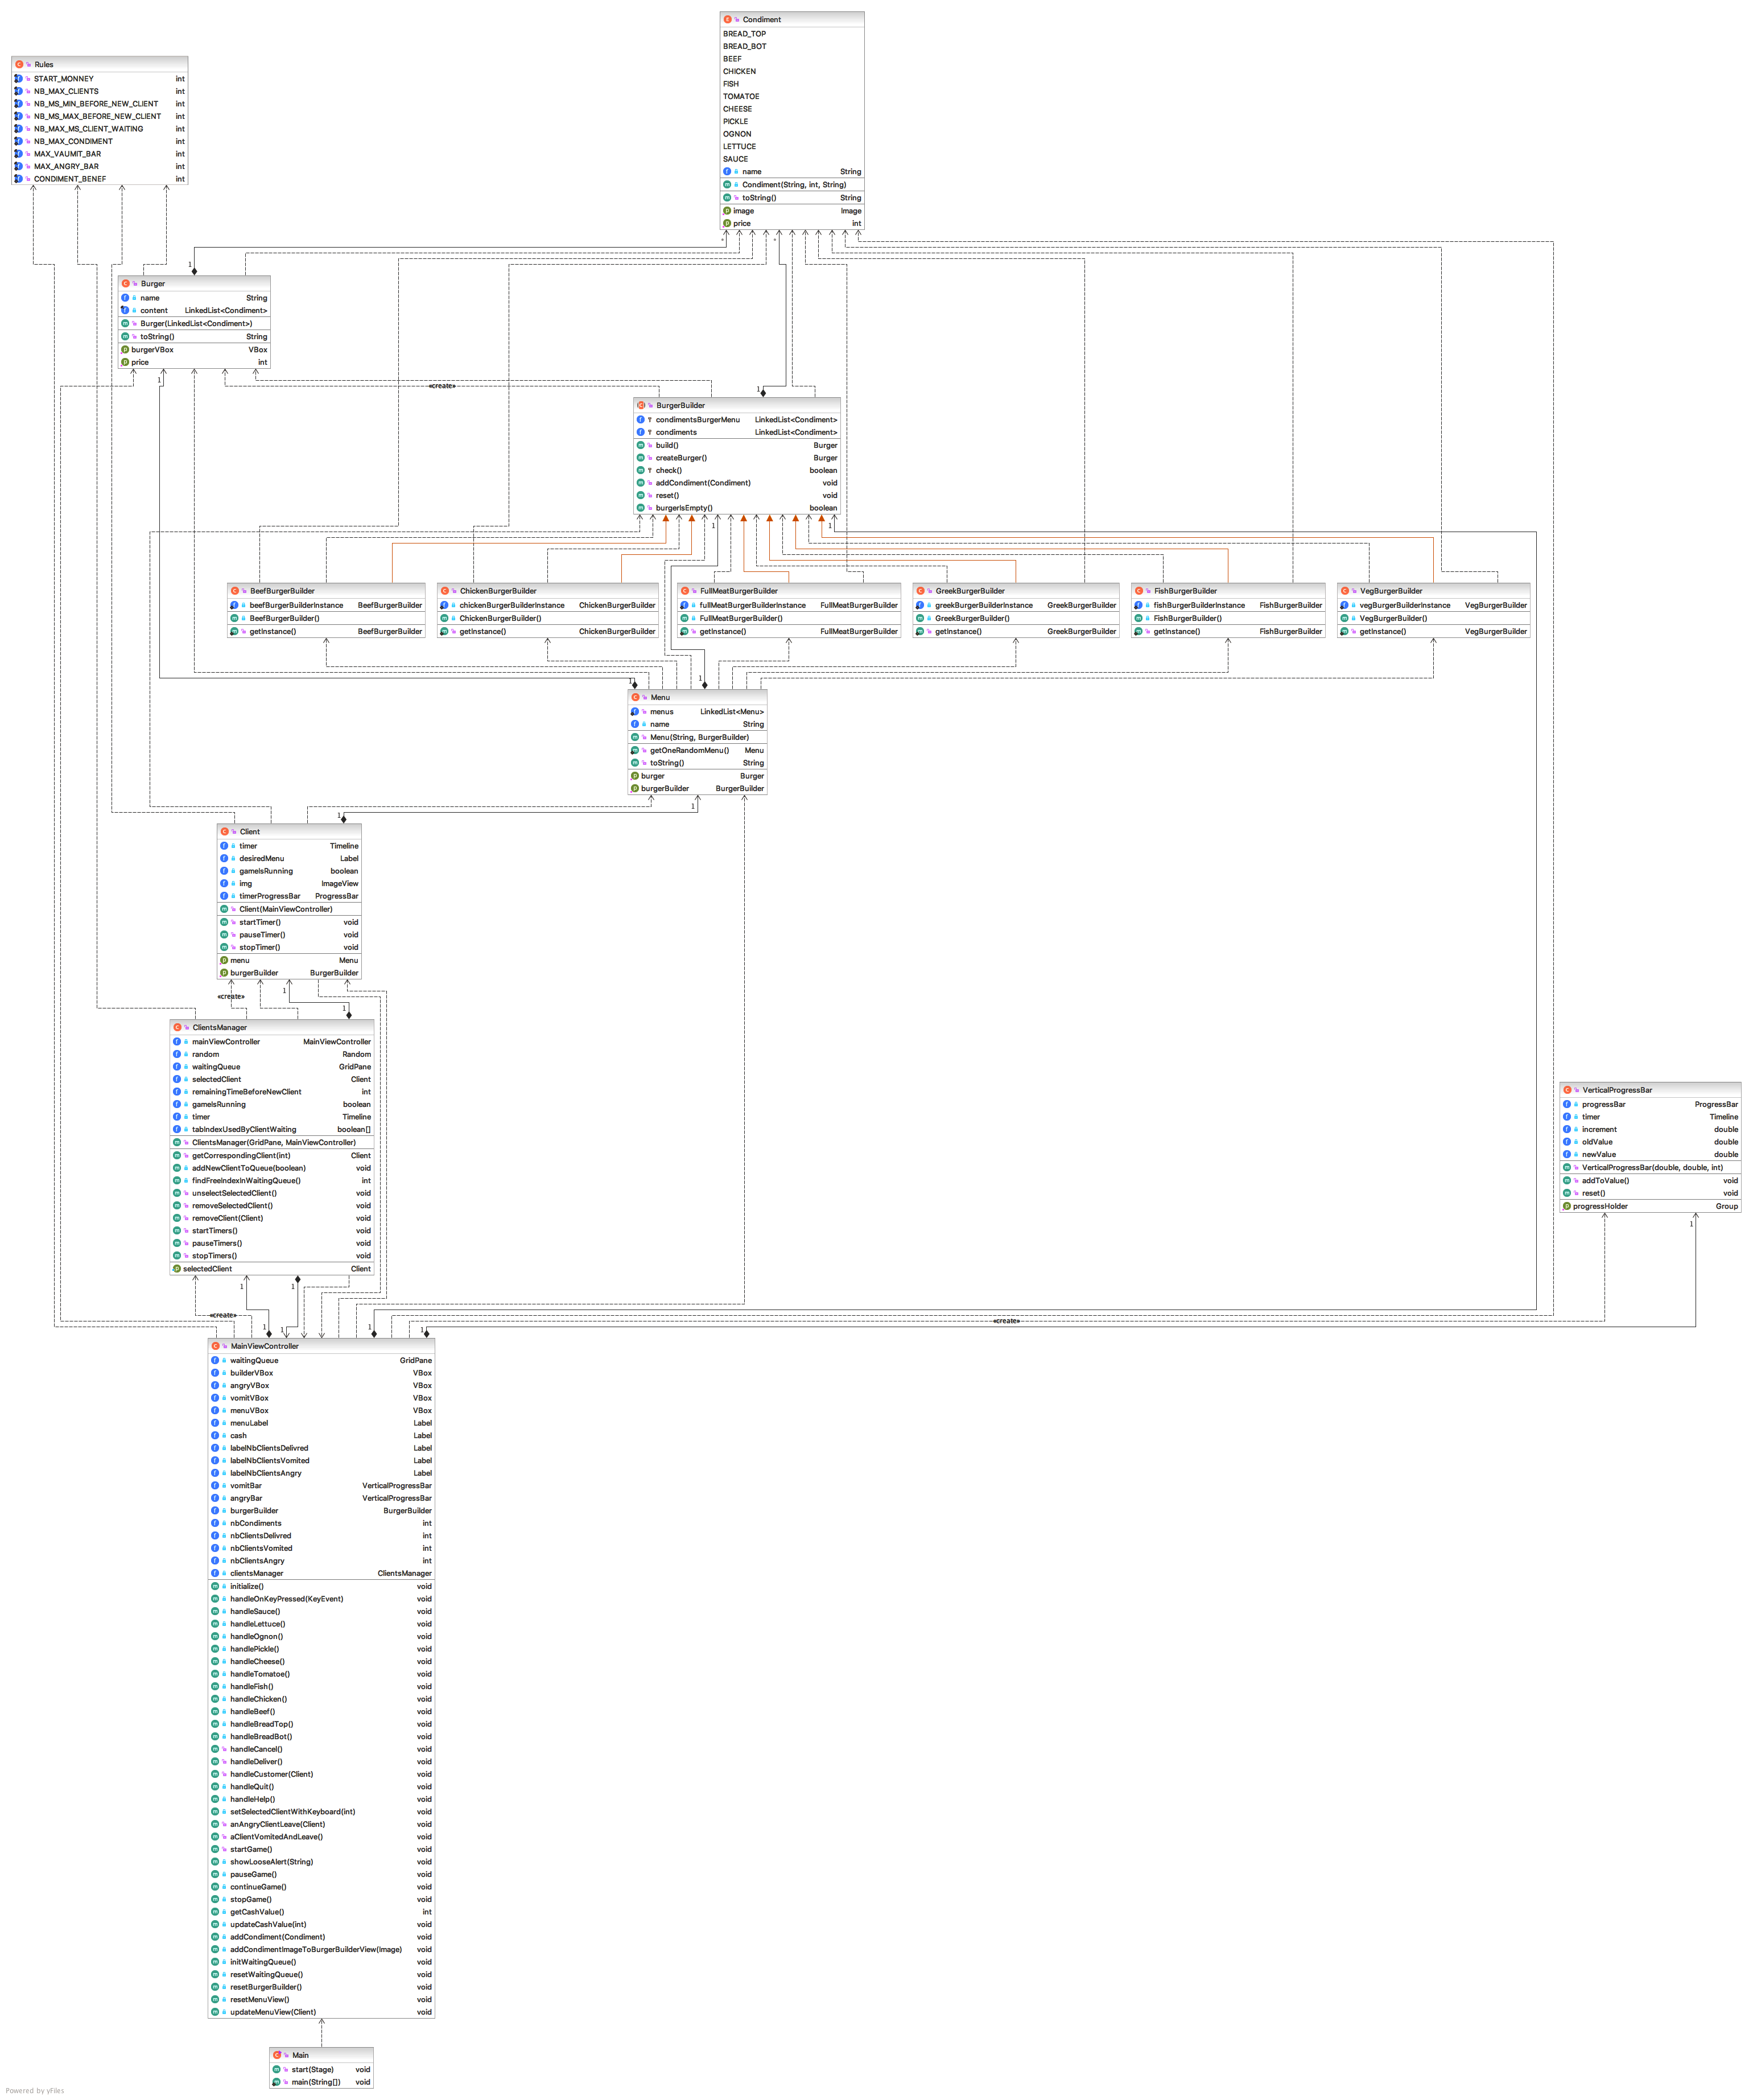 Condiment
BREAD_TOP
BREAD_BOT
BEEF
CHICKEN
FISH
TOMATOE
CHEESE
PICKLE
OGNON
LETTUCE
SAUCE
name String
Condiment(String, int, String)
toString() String
image Image
price int
Rules
START_MONNEY int
NB_MAX_CLIENTS int
NB_MS_MIN_BEFORE_NEW_CLIENT int
NB_MS_MAX_BEFORE_NEW_CLIENT int
NB_MAX_MS_CLIENT_WAITING int
NB_MAX_CONDIMENT int
MAX_VAUMIT_BAR int
MAX_ANGRY_BAR int
CONDIMENT_BENEF int
* *
1
Burger
name String
content LinkedList<Condiment>
Burger(LinkedList<Condiment>)
toString() String
burgerVBox VBox
price int
1
«create»
1
BurgerBuilder
condimentsBurgerMenu LinkedList<Condiment>
condiments LinkedList<Condiment>
build() Burger
createBurger() Burger
check() boolean
addCondiment(Condiment) void
reset() void
burgerIsEmpty() boolean
1 1
BeefBurgerBuilder
beefBurgerBuilderInstance BeefBurgerBuilder
BeefBurgerBuilder()
getInstance() BeefBurgerBuilder
ChickenBurgerBuilder
chickenBurgerBuilderInstance ChickenBurgerBuilder
ChickenBurgerBuilder()
getInstance() ChickenBurgerBuilder
FullMeatBurgerBuilder
fullMeatBurgerBuilderInstance FullMeatBurgerBuilder
FullMeatBurgerBuilder()
getInstance() FullMeatBurgerBuilder
GreekBurgerBuilder
greekBurgerBuilderInstance GreekBurgerBuilder
GreekBurgerBuilder()
getInstance() GreekBurgerBuilder
FishBurgerBuilder
fishBurgerBuilderInstance FishBurgerBuilder
FishBurgerBuilder()
getInstance() FishBurgerBuilder
VegBurgerBuilder
vegBurgerBuilderInstance VegBurgerBuilder
VegBurgerBuilder()
getInstance() VegBurgerBuilder
1 1
Menu
menus LinkedList<Menu>
name String
Menu(String, BurgerBuilder)
getOneRandomMenu() Menu
toString() String
burger Burger
burgerBuilder BurgerBuilder
1
1
Client
timer Timeline
desiredMenu Label
gameIsRunning boolean
img ImageView
timerProgressBar ProgressBar
Client(MainViewController)
startTimer() void
pauseTimer() void
stopTimer() void
menu Menu
burgerBuilder BurgerBuilder
1
«create»
1
ClientsManager
mainViewController MainViewController
random Random
waitingQueue GridPane
selectedClient Client
remainingTimeBeforeNewClient int
gameIsRunning boolean
timer Timeline
tabIndexUsedByClientWaiting boolean[]
ClientsManager(GridPane, MainViewController)
getCorrespondingClient(int) Client
addNewClientToQueue(boolean) void
findFreeIndexInWaitingQueue() int
unselectSelectedClient() void
removeSelectedClient() void
removeClient(Client) void
startTimers() void
pauseTimers() void
stopTimers() void
selectedClient Client
VerticalProgressBar
progressBar ProgressBar
timer Timeline
increment double
oldValue double
newValue double
VerticalProgressBar(double, double, int)
addToValue() void
reset() void
progressHolder Group
1
1 1
«create»
«create»
1 1 1 1
MainViewController
waitingQueue GridPane
builderVBox VBox
angryVBox VBox
vomitVBox VBox
menuVBox VBox
menuLabel Label
cash Label
labelNbClientsDelivred Label
labelNbClientsVomited Label
labelNbClientsAngry Label
vomitBar VerticalProgressBar
angryBar VerticalProgressBar
burgerBuilder BurgerBuilder
nbCondiments int
nbClientsDelivred int
nbClientsVomited int
nbClientsAngry int
clientsManager ClientsManager
initialize() void
handleOnKeyPressed(KeyEvent) void
handleSauce() void
handleLettuce() void
handleOgnon() void
handlePickle() void
handleCheese() void
handleTomatoe() void
handleFish() void
handleChicken() void
handleBeef() void
handleBreadTop() void
handleBreadBot() void
handleCancel() void
handleDeliver() void
handleCustomer(Client) void
handleQuit() void
handleHelp() void
setSelectedClientWithKeyboard(int) void
anAngryClientLeave(Client) void
aClientVomitedAndLeave() void
startGame() void
showLooseAlert(String) void
pauseGame() void
continueGame() void
stopGame() void
getCashValue() int
updateCashValue(int) void
addCondiment(Condiment) void
addCondimentImageToBurgerBuilderView(Image) void
initWaitingQueue() void
resetWaitingQueue() void
resetBurgerBuilder() void
resetMenuView() void
updateMenuView(Client) void
Main
start(Stage) void
main(String[]) void
Powered by yFiles